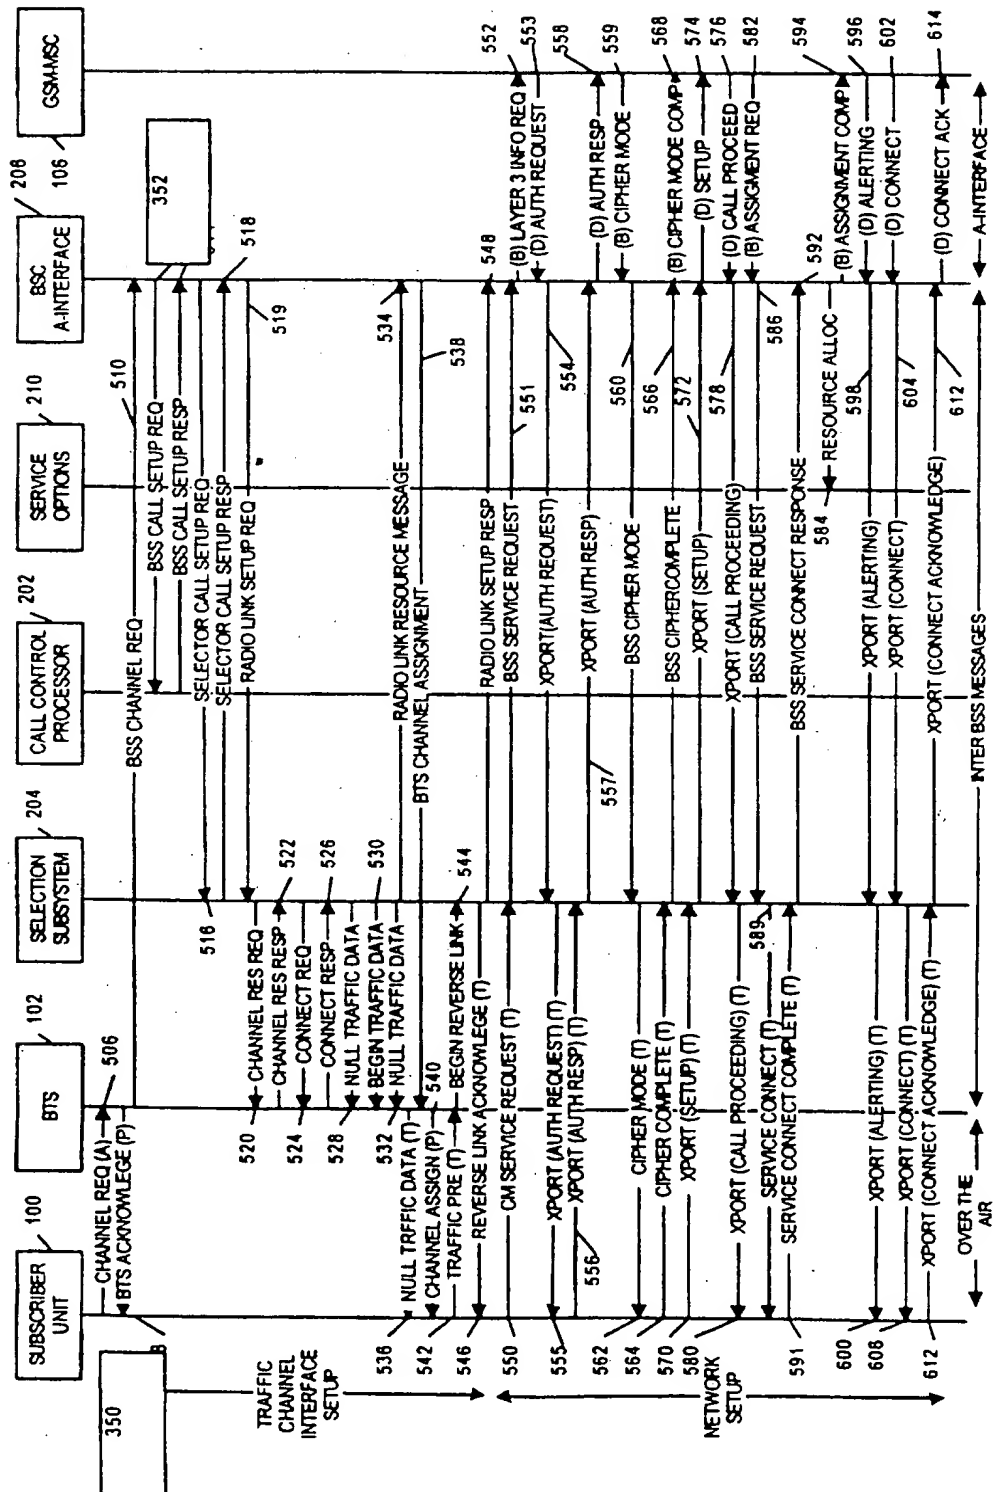 SUBSCRIBER
UNIT
100
BTS
102
SELECTION
SUBSYSTEM
204
CALL CONTROL
PROCESSOR
202
SERVICE
OPTIONS
210
BSC
A-INTERFACE
208
GSM-MSC
106
350
352
CHANNEL REQ (A)
506
BTS ACKNOWLEGE (P)
BSS CHANNEL REQ
510
BSS CALL SETUP REQ
BSS CALL SETUP RESP
SELECTOR CALL SETUP REQ
516
SELECTOR CALL SETUP RESP
518
RADIO LINK SETUP REQ
519
520
CHANNEL RES REQ
CHANNEL RES RESP
522
524
CONNECT REQ
CONNECT RESP
526
528
NULL TRAFFIC DATA
BEGIN TRAFFIC DATA
530
532
NULL TRAFFIC DATA
RADIO LINK RESOURCE MESSAGE
534
536
NULL TRFFIC DATA (T)
BTS CHANNEL ASSIGNMENT
538
CHANNEL ASSIGN (P)
540
542
TRAFFIC PRE (T)
BEGIN REVERSE LINK
544
546
REVERSE LINK ACKNOWLEGE (T)
RADIO LINK SETUP RESP
548
TRAFFIC
CHANNEL
INTERFACE
SETUP
550
CM SERVICE REQUEST (T)
BSS SERVICE REQUEST
551
(B) LAYER 3 INFO REQ
552
(D) AUTH REQUEST
553
XPORT(AUTH REQUEST)
554
555
XPORT (AUTH REQUEST) (T)
XPORT (AUTH RESP) (T)
556
XPORT (AUTH RESP)
557
(D) AUTH RESP
558
(B) CIPHER MODE
559
BSS CIPHER MODE
560
562
CIPHER MODE (T)
564
CIPHER COMPLETE (T)
BSS CIPHER COMPLETE
566
(B) CIPHER MODE COMP
568
570
580
XPORT (SETUP) (T)
XPORT (SETUP)
572
(D) SETUP
574
(D) CALL PROCEED
576
XPORT (CALL PROCEEDING)
578
XPORT (CALL PROCEEDING) (T)
(B) ASSIGMENT REQ
582
BSS SERVICE REQUEST
586
589
SERVICE CONNECT (T)
591
SERVICE CONNECT COMPLETE (T)
BSS SERVICE CONNECT RESPONSE
592
584
RESOURCE ALLOC
(B) ASSIGNMENT COMP
594
(D) ALERTING
596
XPORT (ALERTING)
598
600
XPORT (ALERTING) (T)
(D) CONNECT
602
XPORT (CONNECT)
604
608
XPORT (CONNECT) (T)
612
XPORT (CONNECT ACKNOWLEDGE) (T)
XPORT (CONNECT ACKNOWLEDGE)
612
(D) CONNECT ACK
614
NETWORK
SETUP
OVER THE
AIR
INTER BSS MESSAGES
A-INTERFACE